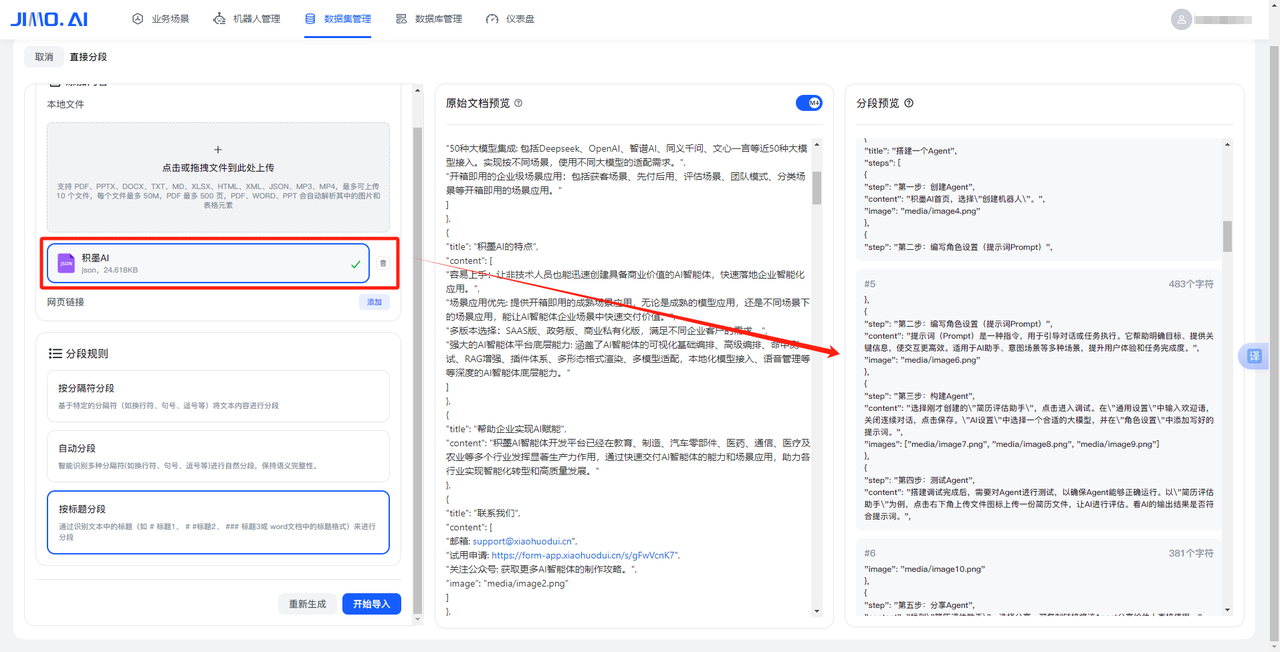 JIMO.AI
业务场景
机器人管理
数据集管理
数据库管理
仪表盘
取消
直接分段
本地文件
点击或拖拽文件到此处上传
支持 PDF、PPTX、DOCX、TXT、MD、XLSX、HTML、XML、JSON、MP3、MP4，最多可上传
10 个文件，每个文件最多 50M，PDF 最多 500 页，PDF、WORD、PPT 会自动解析其中的图片和
表格元素
JSON
积墨AI
json，24.618KB
网页链接
添加
分段规则
按分隔符分段
基于特定的分隔符（如换行符、句号、逗号等）将文本内容进行分段
自动分段
智能识别多种分隔符(如换行符、句号、逗号等)进行自然分段，保持语义完整性。
按标题分段
通过识别文本中的标题（如 # 标题1、 # #标题2、 ### 标题3或 word文档中的标题格式）来进行
分段
重新生成
开始导入
原始文档预览
"50种大模型集成: 包括Deepseek、OpenAI、智谱AI、同义千问、文心一言等近50种大模
型接入。实现按不同场景，使用不同大模型的适配需求。",
"开箱即用的企业级场景应用：包括获客场景、先付后用、评估场景、团队模式、分类场
景等开箱即用的场景应用。"
]
},
{
"title": "积墨AI的特点",
"content": [
"容易上手：让非技术人员也能迅速创建具备商业价值的AI智能体，快速落地企业智能化
应用。",
"场景应用优先: 提供开箱即用的成熟场景应用，无论是成熟的模型应用，还是不同场景下
的场景应用，能让AI智能体企业场景中快速交付价值。",
"多版本选择：SAAS版、政务版、商业私有化版，满足不同企业客户的需求。",
"强大的AI智能体平台底层能力: 涵盖了AI智能体的可视化基础编排、高级编排、命中测
试、RAG增强、插件体系、多形态格式渲染、多模型适配，本地化模型接入、语音管理等
等深度的AI智能体底层能力。"
]
},
{
"title": "帮助企业实现AI赋能",
"content": "积墨AI智能体开发平台已经在教育、制造、汽车零部件、医药、通信、医疗及
农业等多个行业发挥显著生产力作用，通过快速交付AI智能体的能力和场景应用，助力各
行业实现智能化转型和高质量发展。"
},
{
"title": "联系我们",
"content": [
"邮箱: support@xiaohuodui.cn",
"试用申请: https://form-app.xiaohuodui.cn/s/gFwVcnK7",
"关注公众号: 获取更多AI智能体的制作攻略。",
"image": "media/image2.png"
]
},
分段预览
"title": "搭建一个Agent",
"steps": [
{
"step": "第一步：创建Agent",
"content": "积墨AI首页，选择\"创建机器人\"。",
"image": "media/image4.png"
},
{
"step": "第二步：编写角色设置（提示词Prompt）",
#5
483个字符
},
{
"step": "第二步：编写角色设置（提示词Prompt）",
"content": "提示词（Prompt）是一种指令，用于引导对话或任务执行。它帮助明确目标、提供关
键信息，使交互更高效。适用于AI助手、意图场景等多种场景，提升用户体验和任务完成度。",
"image": "media/image6.png"
},
{
"step": "第三步：构建Agent",
"content": "选择刚才创建的\"简历评估助手\"，点击进入调试。在\"通用设置\"中输入欢迎语，
关闭连续对话，点击保存。\"AI设置\"中选择一个合适的大模型，并在\"角色设置\"中添加写好的
提示词。",
"images": ["media/image7.png", "media/image8.png", "media/image9.png"]
},
{
"step": "第四步：测试Agent",
"content": "搭建调试完成后，需要对Agent进行测试，以确保Agent能够正确运行。以\"简历评估
助手\"为例，点击右下角上传文件图标上传一份简历文件，让AI进行评估。看AI的输出结果是否符
合提示词。",
#6
381个字符
"image": "media/image10.png"
},
{
"step": "第五步：分享Agent",
译